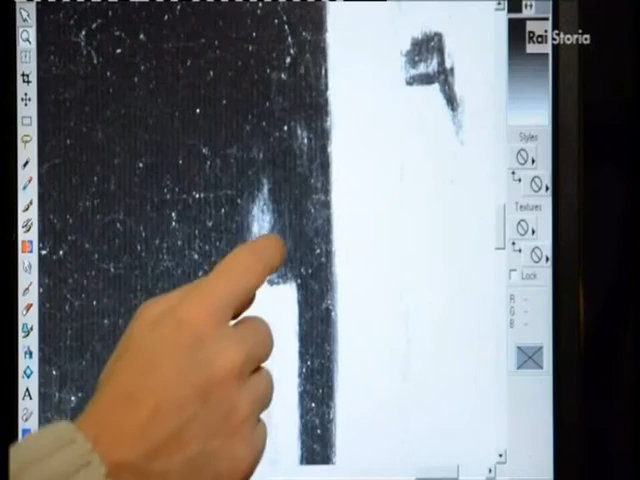 Rai Storia
Styles
Textures
Lock
R -
G -
B -
A